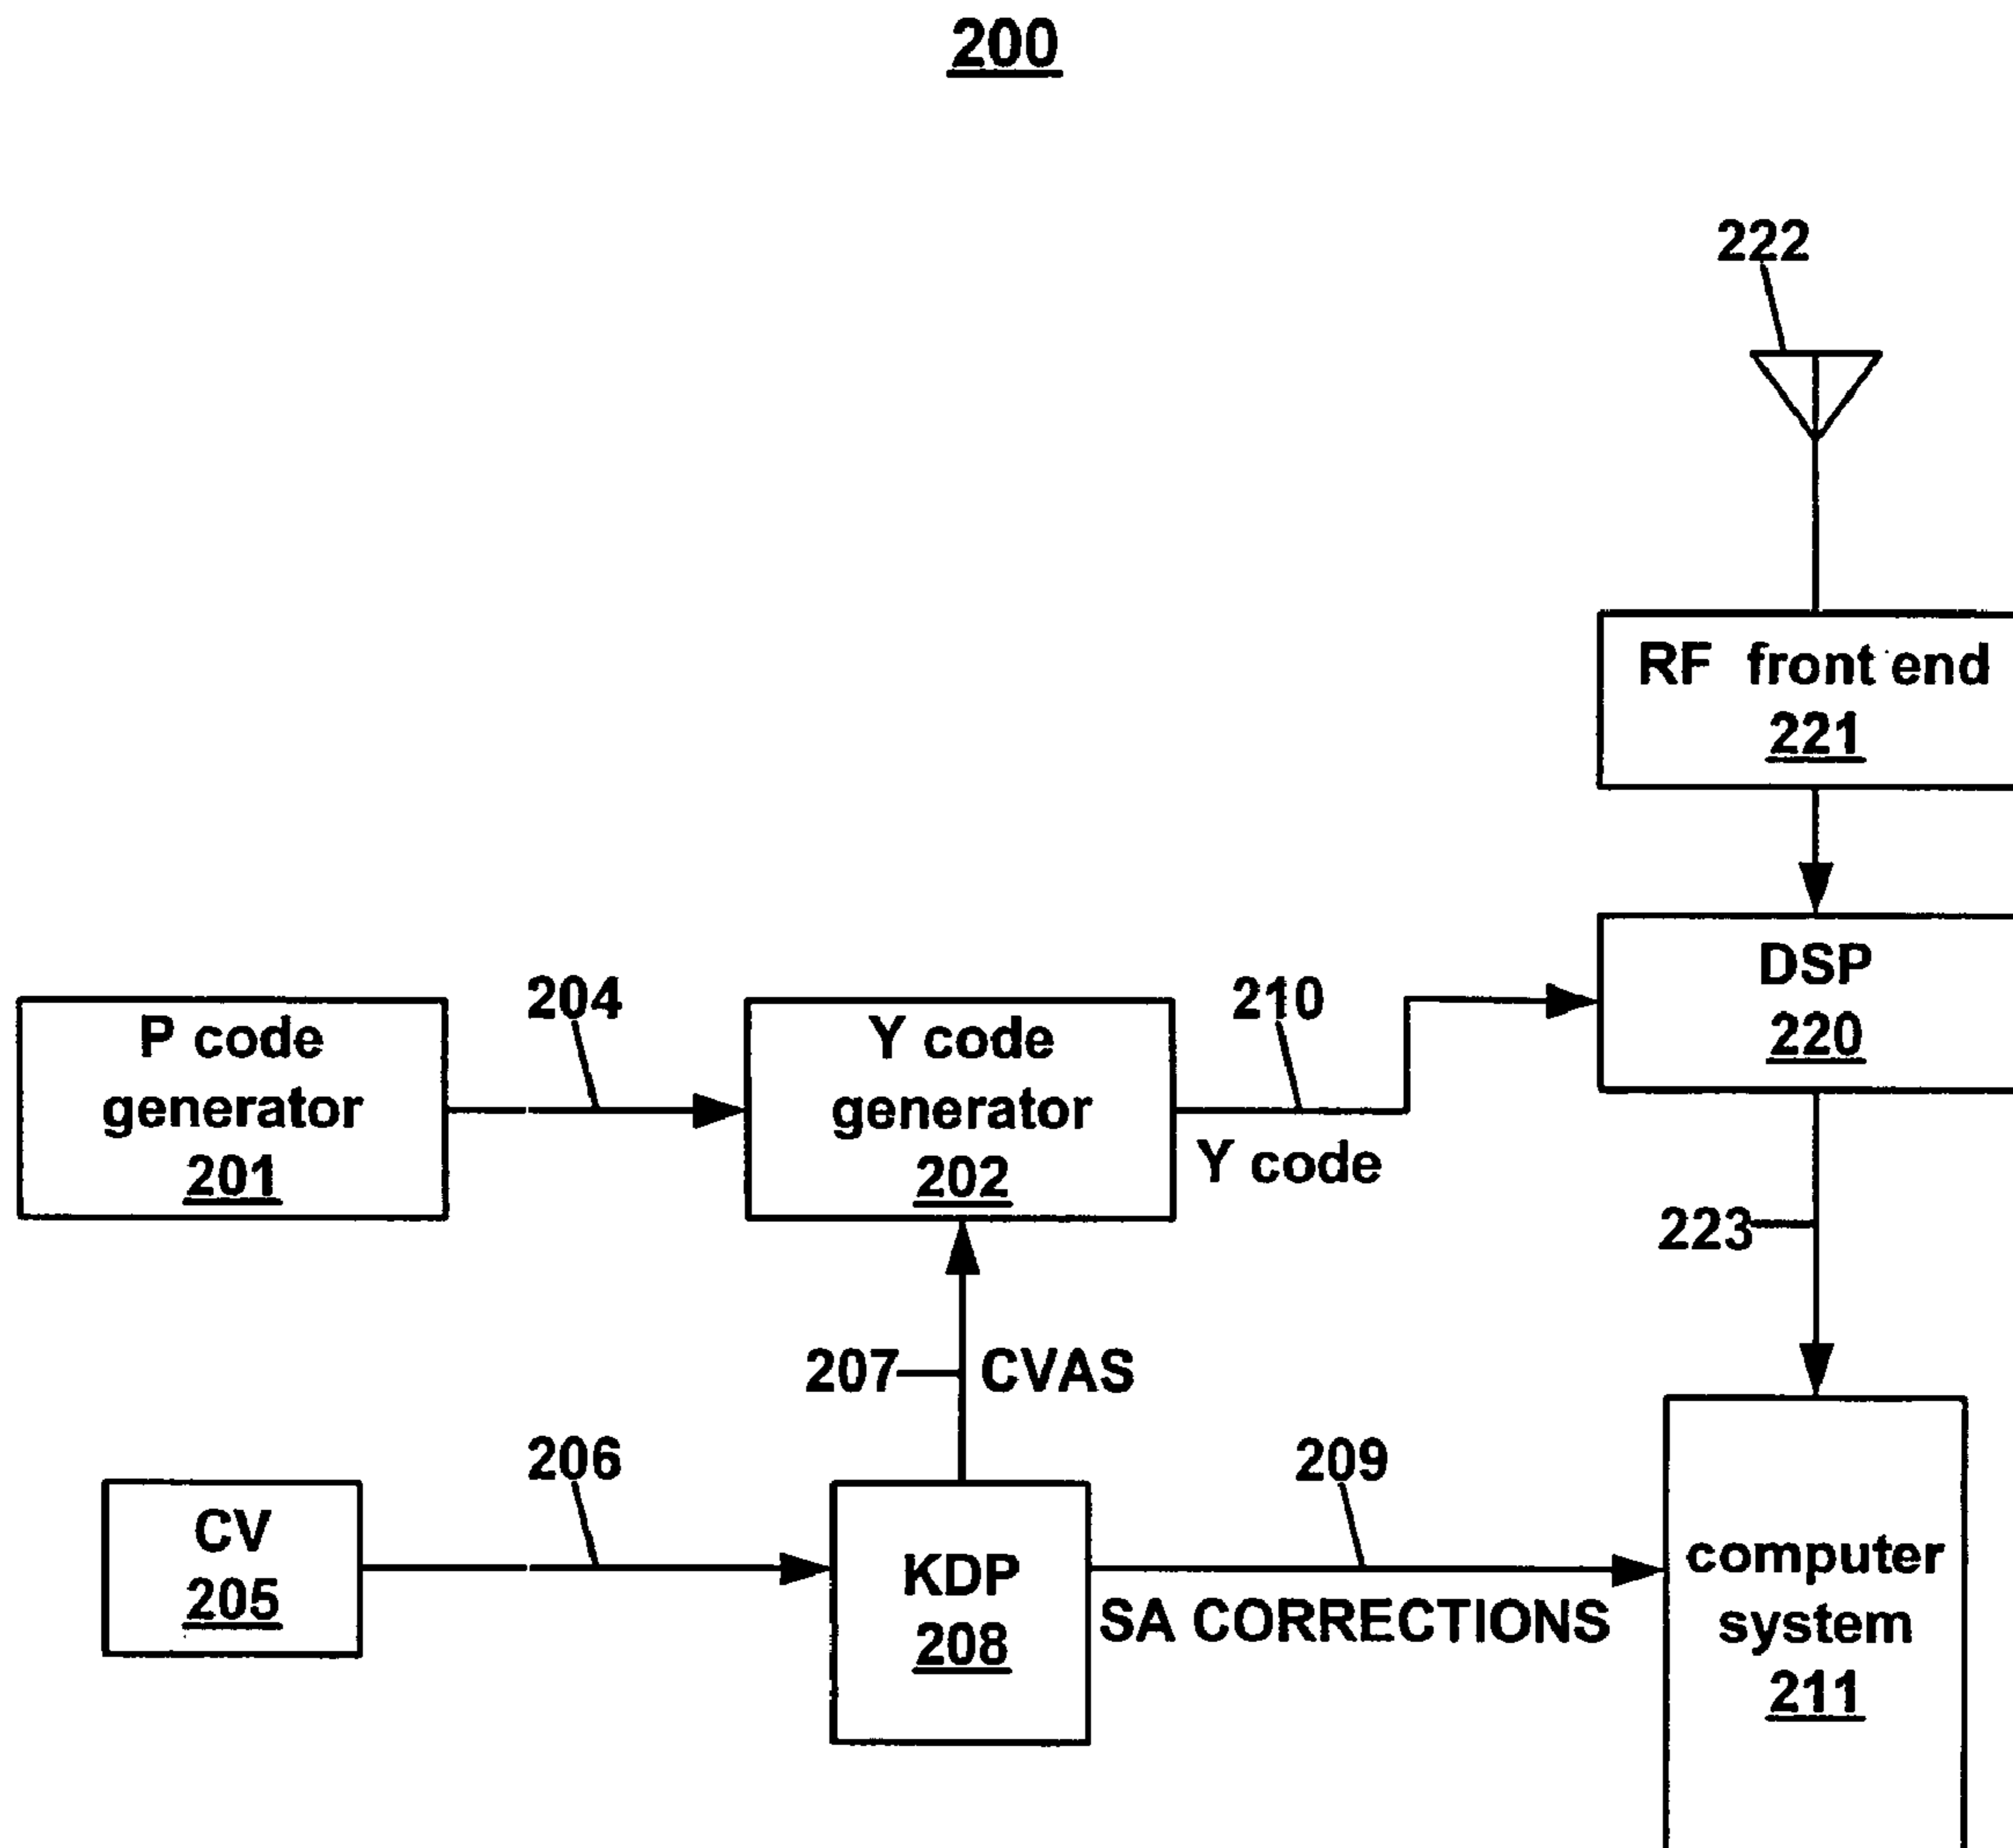 200
222
RF front end
221
DSP
220
204
210
P code
generator
201
Y code
generator
202
Y code
223
207
CVAS
206
209
CV
205
KDP
208
SA CORRECTIONS
computer
system
211